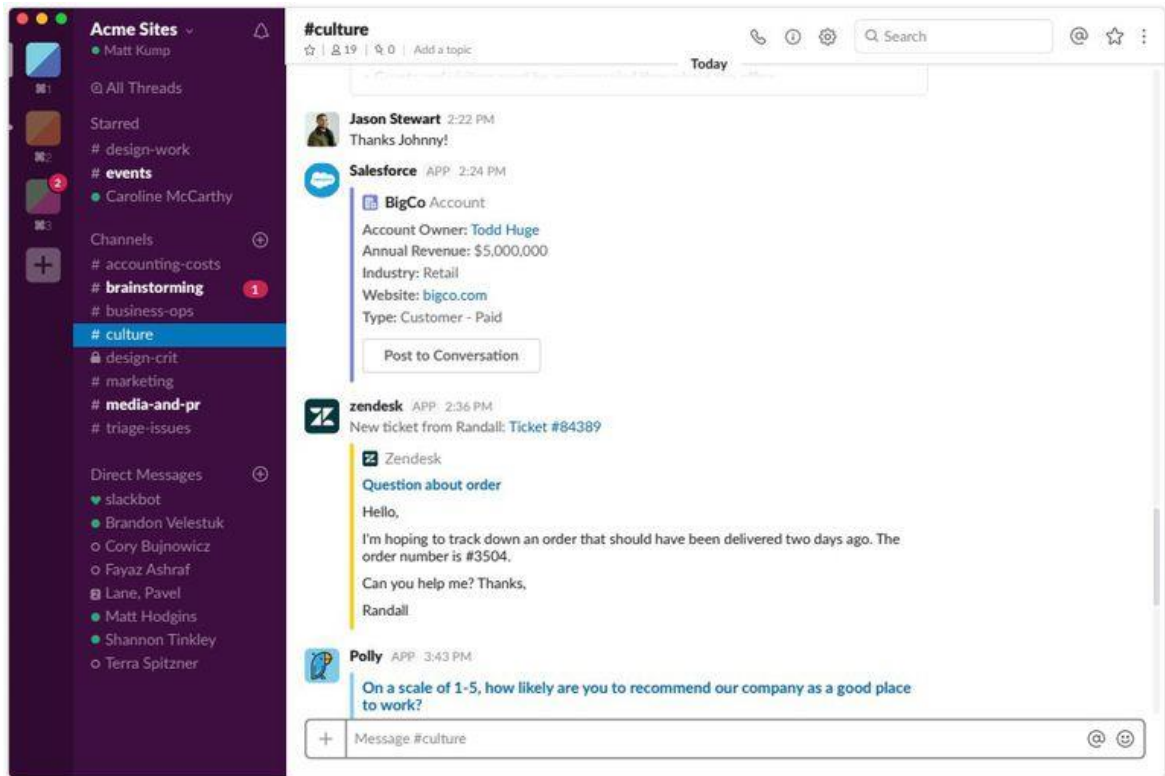 Acme Sites
Matt Kump
⌘1
⌘2
2
⌘3
All Threads
Starred
# design-work
# events
Caroline McCarthy
Channels
# accounting-costs
# brainstorming 1
# business-ops
# culture
design-crit
# marketing
# media-and-pr
# triage-issues
Direct Messages
slackbot
Brandon Velestuk
Cory Bujnowicz
Fayaz Ashraf
2 Lane, Pavel
Matt Hodgins
Shannon Tinkley
Terra Spitzner
#culture
19 | 0 | Add a topic
Search
Today
Jason Stewart 2:22 PM
Thanks Johnny!
Salesforce APP 2:24 PM
BigCo Account
Account Owner: Todd Huge
Annual Revenue: $5,000,000
Industry: Retail
Website: bigco.com
Type: Customer - Paid
Post to Conversation
zendesk APP 2:36 PM
New ticket from Randall: Ticket #84389
Zendesk
Question about order
Hello,
I'm hoping to track down an order that should have been delivered two days ago. The
order number is #3504.
Can you help me? Thanks,
Randall
Polly APP 3:43 PM
On a scale of 1-5, how likely are you to recommend our company as a good place
to work?
Message #culture